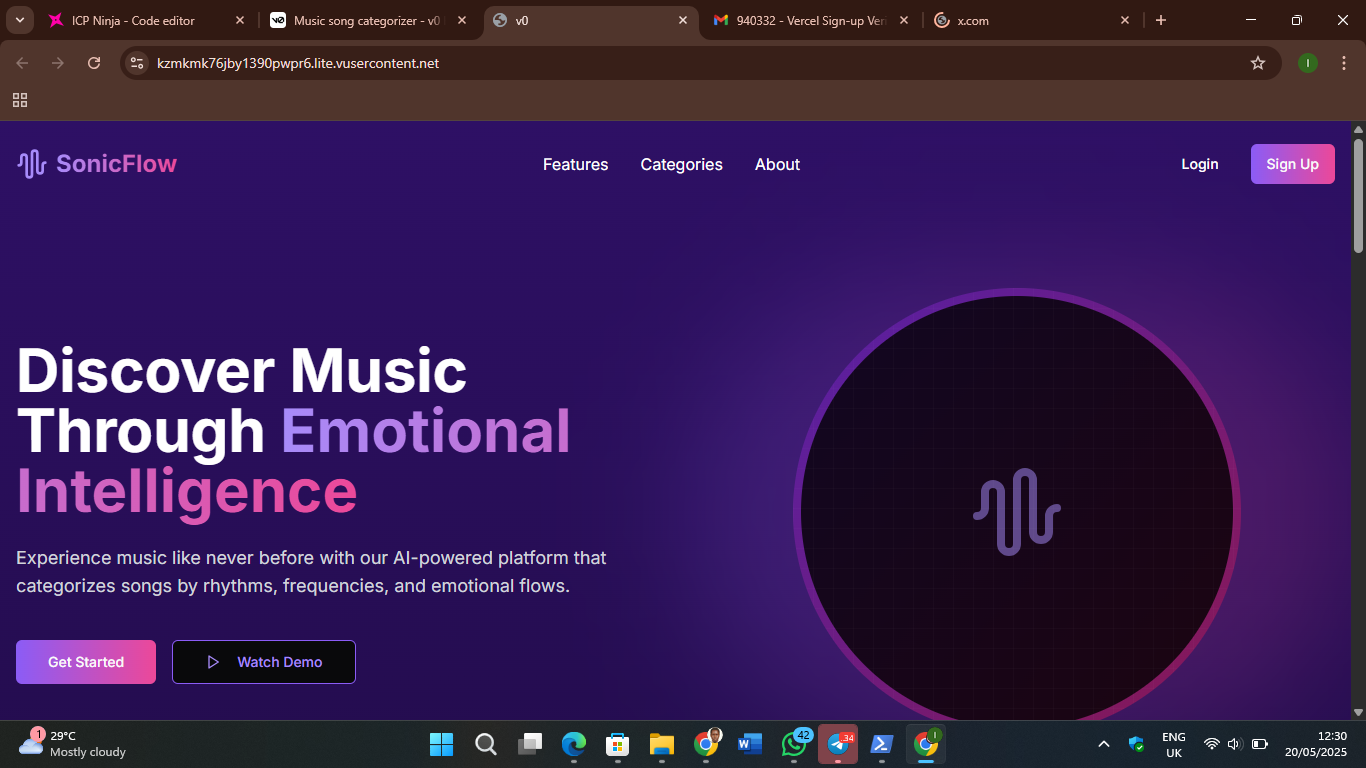 ICP Ninja - Code editor
Music song categorizer - v0
v0
940332 - Vercel Sign-up Veri
x.com
kzmkmk76jby1390pwpr6.lite.vusercontent.net
I
SonicFlow
Features
Categories
About
Login
Sign Up
Discover Music
Through Emotional
Intelligence
Experience music like never before with our AI-powered platform that
categorizes songs by rhythms, frequencies, and emotional flows.
Get Started
Watch Demo
1
29°C
Mostly cloudy
42
34
I
ENG
UK
12:30
20/05/2025